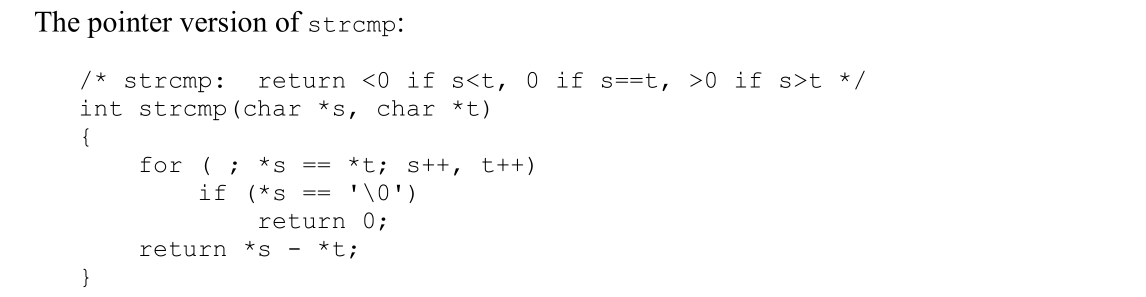 The pointer version of strcmp:
/* strcmp:  return <0 if s<t, 0 if s==t, >0 if s>t */
int strcmp(char *s, char *t)
{
    for ( ; *s == *t; s++, t++)
        if (*s == '\0')
            return 0;
    return *s - *t;
}